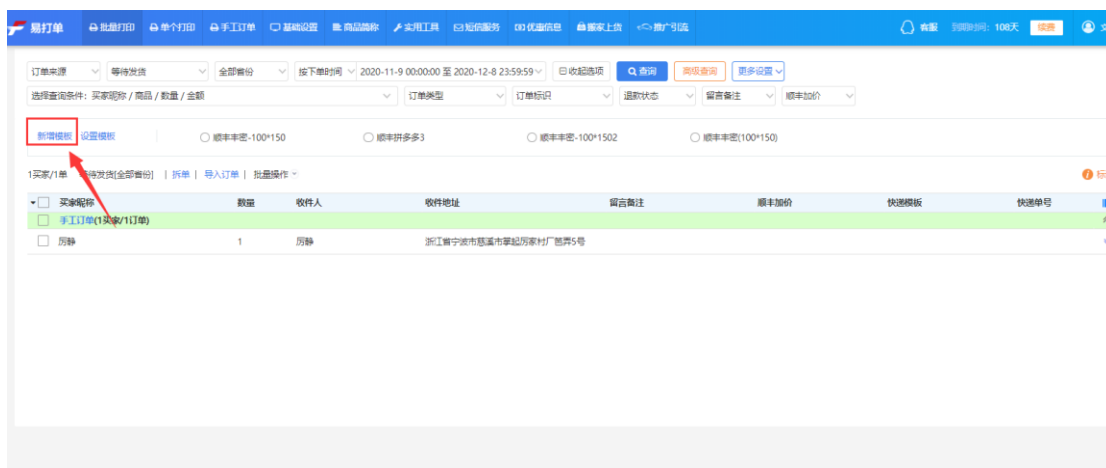 易打单 批量打印 单个打印 手工订单 基础设置 商品简称 实用工具 短信服务 优惠信息 搬家上货 推广引流 客服 到期时间: 108天 续费
订单来源 等待发货 全部省份 按下单时间 2020-11-9 00:00:00 至 2020-12-8 23:59:59 收起选项 查询 高级查询 更多设置
选择查询条件: 买家昵称 / 商品 / 数量 / 金额 订单类型 订单标识 退款状态 留言备注 顺丰加价
新增模板 设置模板 顺丰丰密-100*150 顺丰拼多多3 顺丰丰密-100*1502 顺丰丰密(100*150)
1买家/1单 等待发货[全部省份] | 拆单 | 导入订单 | 批量操作 标
买家昵称 数量 收件人 收件地址 留言备注 顺丰加价 快递模板 快递单号
手工订单(1买家/1订单)
厉静 1 厉静 浙江省宁波市慈溪市掌起厉家村厂芭弄5号